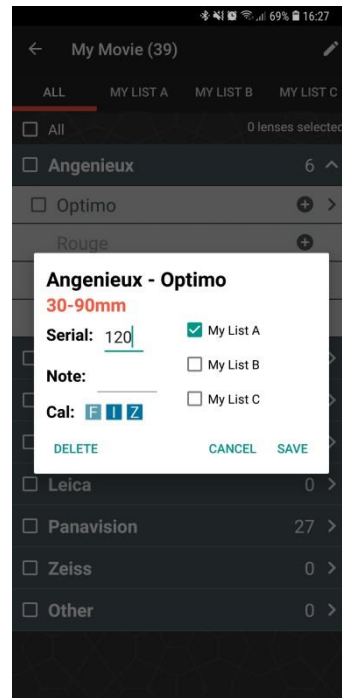 69% 16:27
My Movie (39)
ALL MY LIST A MY LIST B MY LIST C
All 0 lenses selected
Angenieux 6
Optimo
Rouge
Angenieux - Optimo
30-90mm
Serial: 120 My List A
My List B
Note:
My List C
Cal: F I Z
DELETE CANCEL SAVE
Leica 0
Panavision 27
Zeiss 0
Other 0